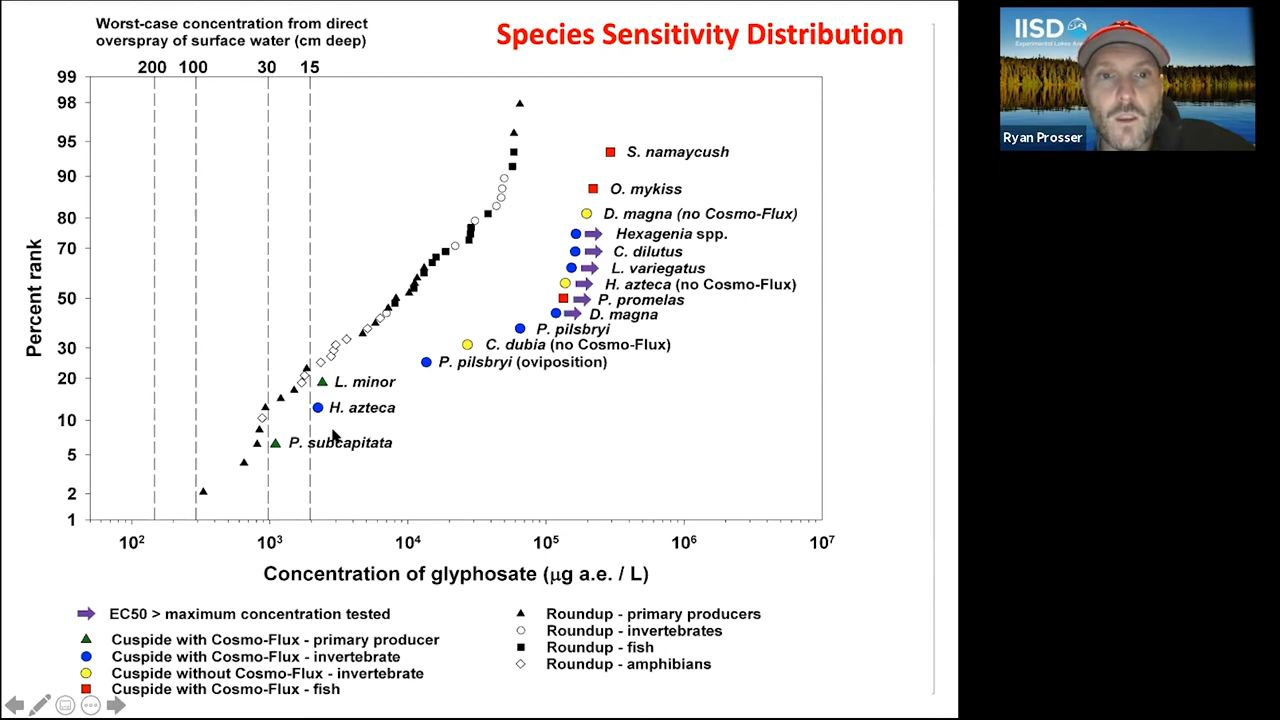 Worst-case concentration from direct
overspray of surface water (cm deep)
Species Sensitivity Distribution
200 100 30 15
99
98
95
90
80
70
50
30
20
10
5
2
1
Percent rank
S. namaycush
O. mykiss
D. magna (no Cosmo-Flux)
Hexagenia spp.
C. dilutus
L. variegatus
H. azteca (no Cosmo-Flux)
P. promelas
D. magna
P. pilsbryi
C. dubia (no Cosmo-Flux)
P. pilsbryi (oviposition)
L. minor
H. azteca
P. subcapitata
10² 10³ 10⁴ 10⁵ 10⁶ 10⁷
Concentration of glyphosate (µg a.e. / L)
EC50 > maximum concentration tested
Cuspide with Cosmo-Flux - primary producer
Cuspide with Cosmo-Flux - invertebrate
Cuspide without Cosmo-Flux - invertebrate
Cuspide with Cosmo-Flux - fish
Roundup - primary producers
Roundup - invertebrates
Roundup - fish
Roundup - amphibians
IISD
Experimental Lakes
Ryan Prosser